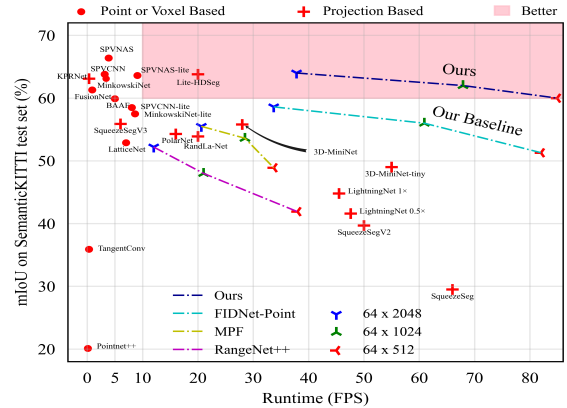 Point or Voxel Based
Projection Based
Better
mIoU on SemanticKITTI test set (%)
70
60
50
40
30
20
SPVNAS
SPVCNN
SPVNAS-lite
KPRNet
MinkowskiNet
Lite-HDSeg
FusionNet
BAAF
SPVCNN-lite
MinkowskiNet-lite
SqueezeSegV3
PolarNet
RandLa-Net
LatticeNet
3D-MiniNet
3D-MiniNet-tiny
LightningNet 1×
LightningNet 0.5×
SqueezeSegV2
TangentConv
SqueezeSeg
Pointnet++
Ours
Our Baseline
Ours
FIDNet-Point
MPF
RangeNet++
64 x 2048
64 x 1024
64 x 512
0 5 10 20 30 40 50 60 70 80
Runtime (FPS)